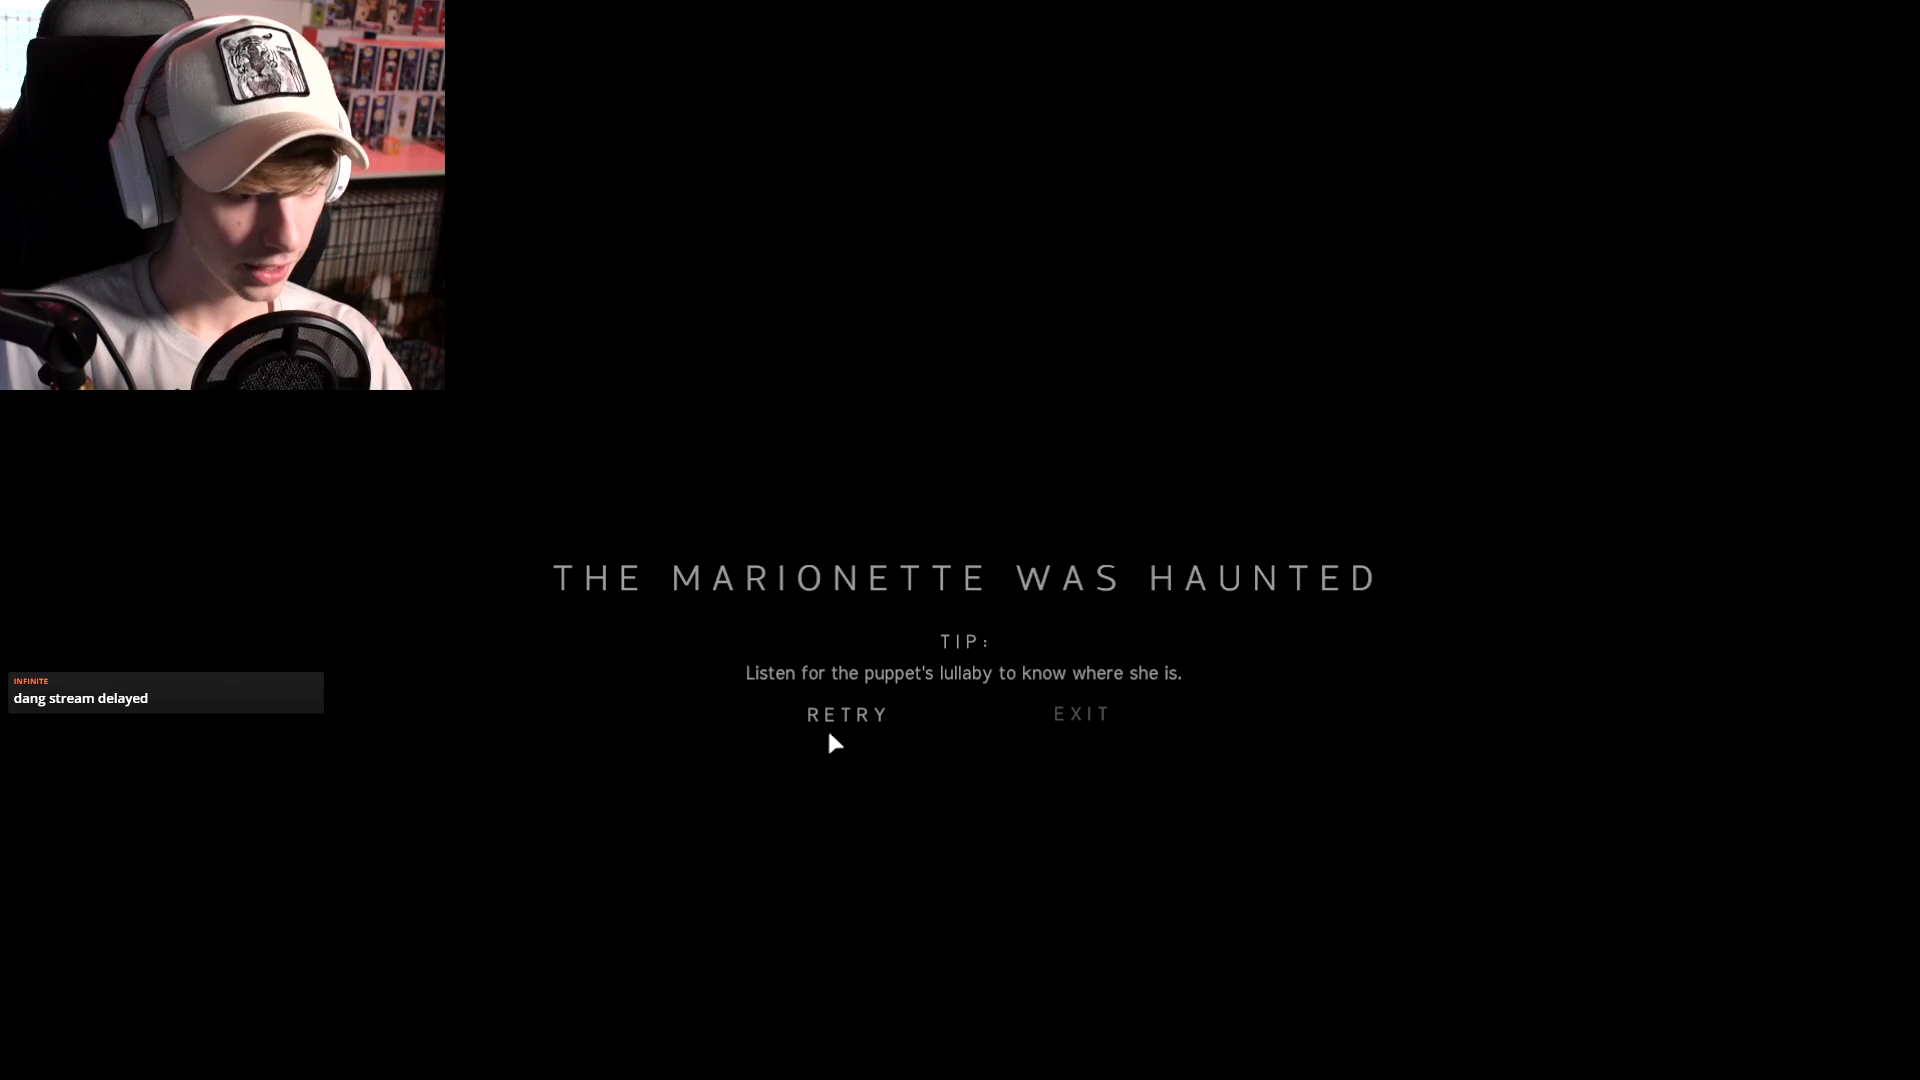 THE MARIONETTE WAS HAUNTED
TIP:
Listen for the puppet's lullaby to know where she is.
RETRY
EXIT
INFINITE
dang stream delayed